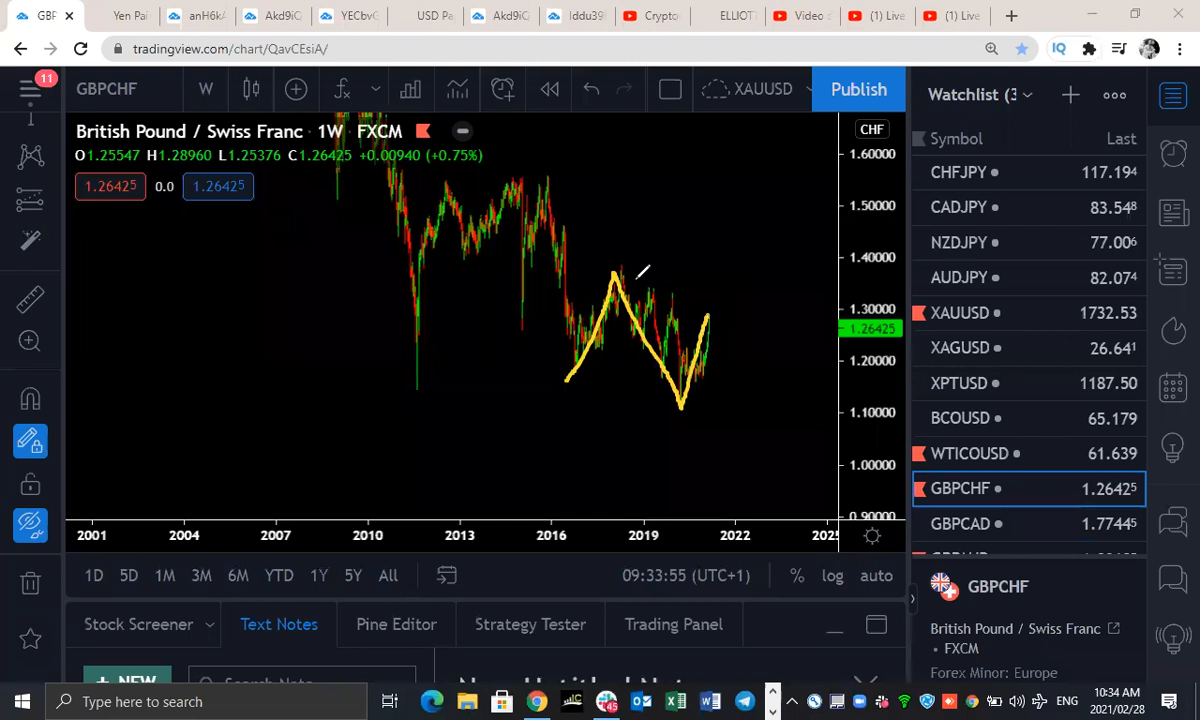 GBP
Yen Pai
anH6kA
Akd9iQ
YECbvG
USD Pa
Akd9iQ
Iddu39
Crypto
ELLIOT
Video
(1) Live
(1) Live
tradingview.com/chart/QavCEsiA/
IQ
11
GBPCHF
W
XAUUSD
Publish
Watchlist (3
British Pound / Swiss Franc · 1W · FXCM
CHF
Symbol
Last
O1.25547 H1.28960 L1.25376 C1.26425 +0.00940 (+0.75%)
1.26425
0.0
1.26425
1.60000
1.50000
1.40000
1.30000
1.26425
1.20000
1.10000
1.00000
0.90000
CHFJPY 117.194
CADJPY 83.548
NZDJPY 77.006
AUDJPY 82.074
XAUUSD 1732.53
XAGUSD 26.641
XPTUSD 1187.50
BCOUSD 65.179
WTICOUSD 61.639
GBPCHF 1.26425
GBPCAD 1.77445
2001 2004 2007 2010 2013 2016 2019 2022 2025
1D 5D 1M 3M 6M YTD 1Y 5Y All
09:33:55 (UTC+1)
% log auto
Stock Screener
Text Notes
Pine Editor
Strategy Tester
Trading Panel
GBPCHF
British Pound / Swiss Franc
• FXCM
Forex Minor: Europe
+ NEW
Type here to search
45
ENG
10:34 AM
2021/02/28